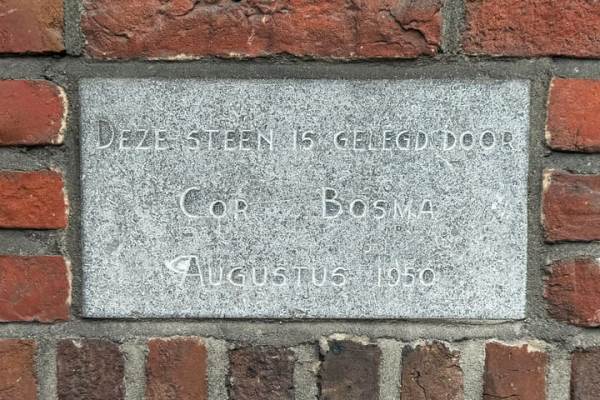 DEZE STEEN IS GELEGD DOOR
COR BOSMA
AUGUSTUS 1950